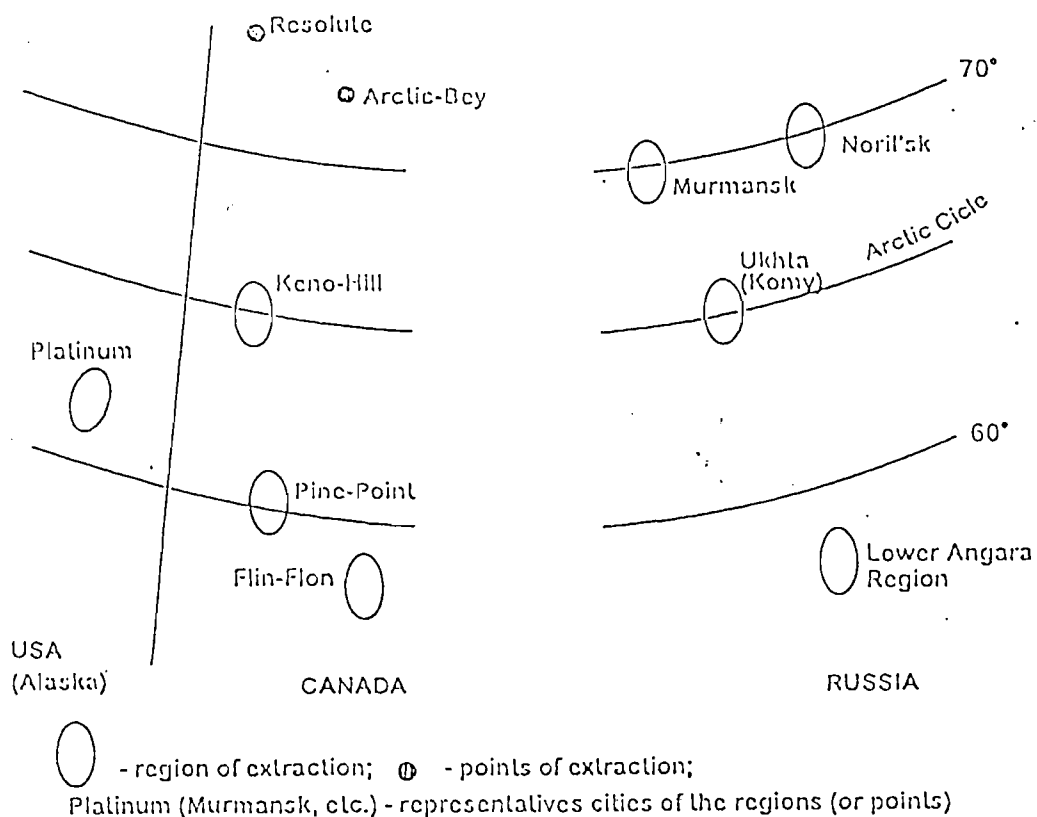 Resolute
Arctic-Bey
70°
Noril'sk
Murmansk
Arctic Cicle
Ukhta
(Komy)
Keno-Hill
Platinum
60°
Pine-Point
Lower Angara
Region
Flin-Flon
USA
(Alaska)
CANADA
RUSSIA
- region of extraction; - points of extraction;
Platinum (Murmansk, etc.) - representatives cities of the regions (or points)